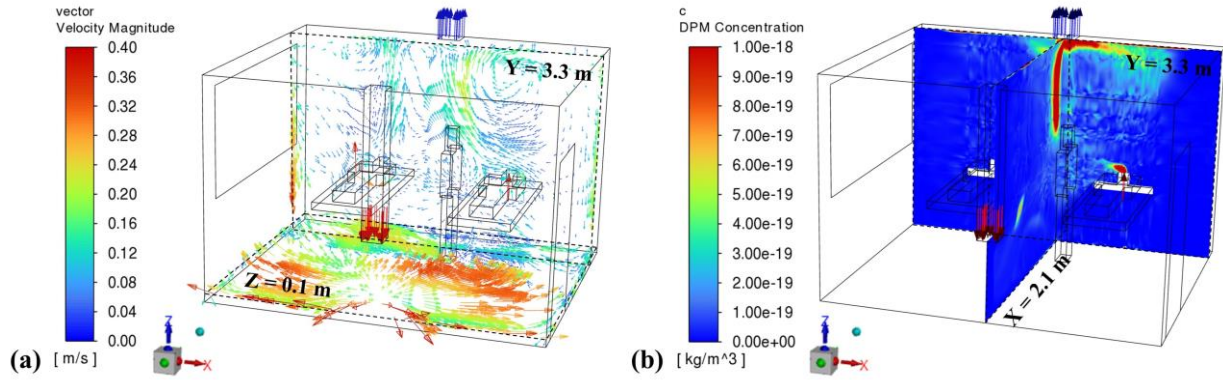 vector
Velocity Magnitude
0.40
0.36
0.32
0.28
0.24
0.20
0.16
0.12
0.08
0.04
0.00
[ m/s ]
Y = 3.3 m
Z = 0.1 m
Z
X
(a)
c
DPM Concentration
1.00e-18
9.00e-19
8.00e-19
7.00e-19
6.00e-19
5.00e-19
4.00e-19
3.00e-19
2.00e-19
1.00e-19
0.00e+00
[ kg/m^3 ]
Y = 3.3 m
X = 2.1 m
Z
X
(b)